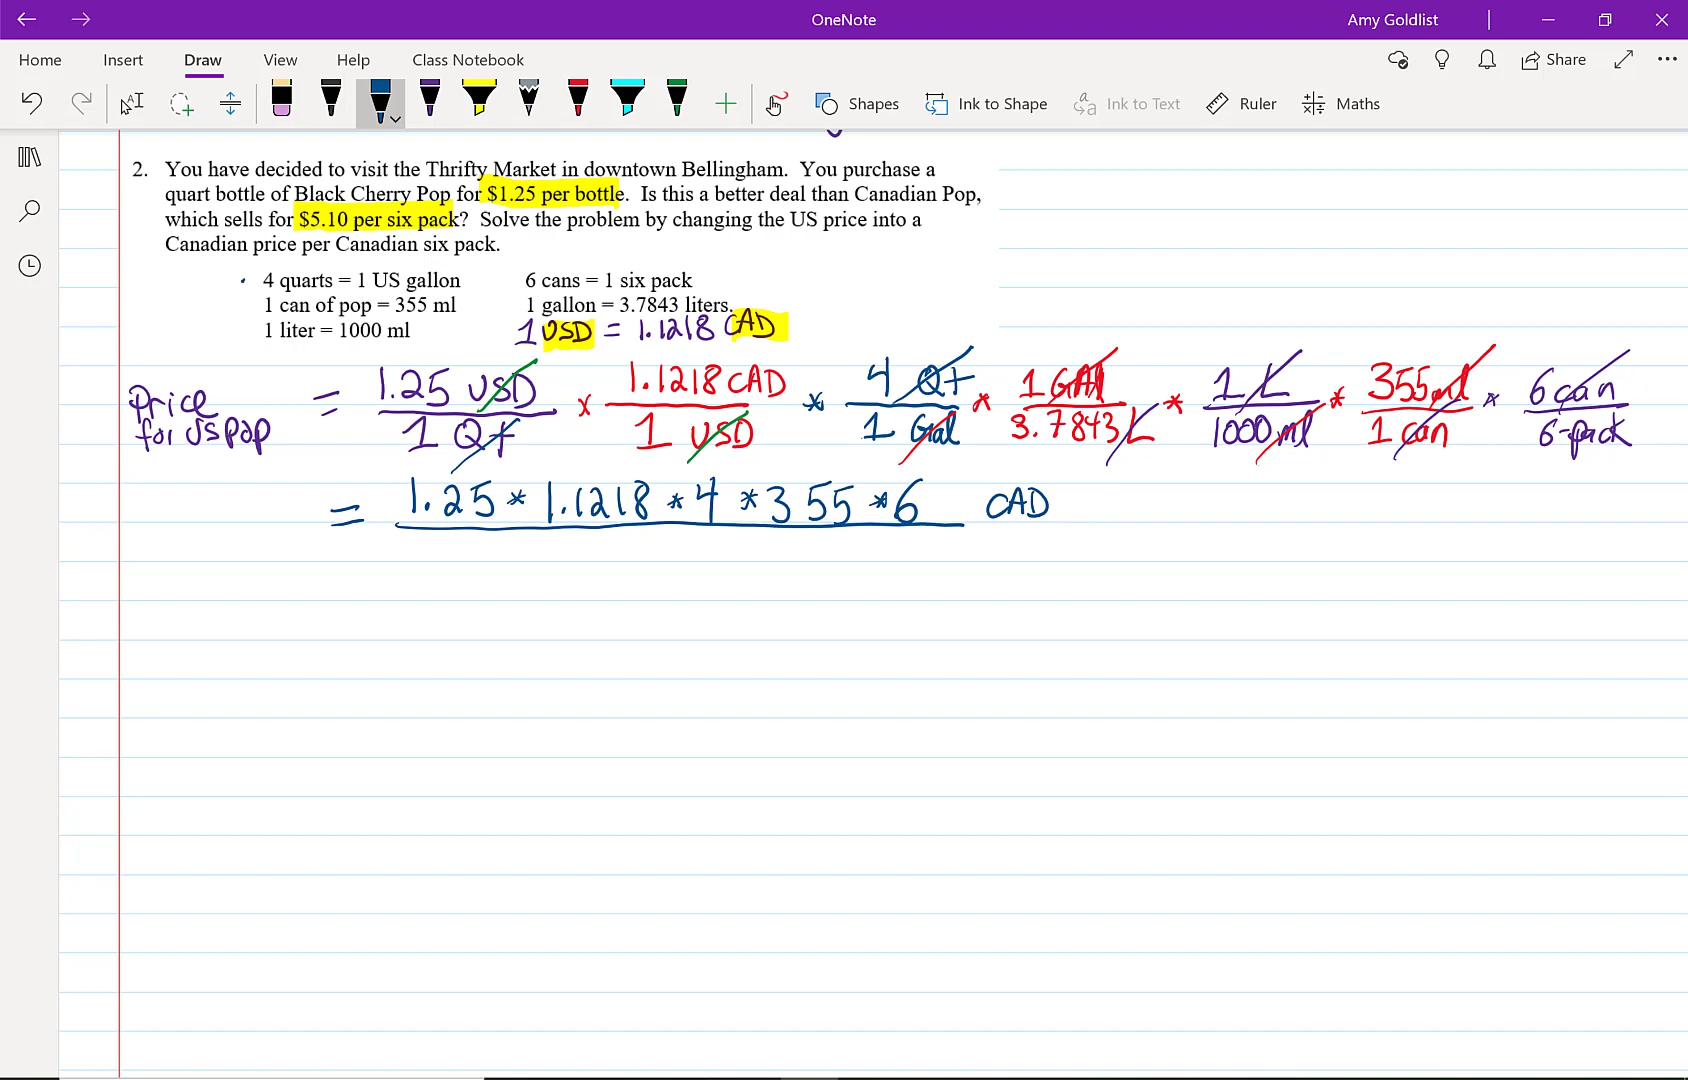 OneNote
Amy Goldlist
Home Insert Draw View Help Class Notebook Share
Shapes Ink to Shape Ink to Text Ruler Maths
2. You have decided to visit the Thrifty Market in downtown Bellingham. You purchase a
quart bottle of Black Cherry Pop for $1.25 per bottle. Is this a better deal than Canadian Pop,
which sells for $5.10 per six pack? Solve the problem by changing the US price into a
Canadian price per Canadian six pack.
4 quarts = 1 US gallon 6 cans = 1 six pack
1 can of pop = 355 ml 1 gallon = 3.7843 liters.
1 liter = 1000 ml 1 USD = 1.1218 CAD
Price = 1.25 USD × 1.1218 CAD * 4 Qt * 1 GAl * 1 L * 355 ml * 6 can
for US pop 1 Qt 1 USD 1 Gal 3.7843 L 1000 ml 1 can 6-pack
= 1.25 * 1.1218 * 4 * 355 * 6 CAD